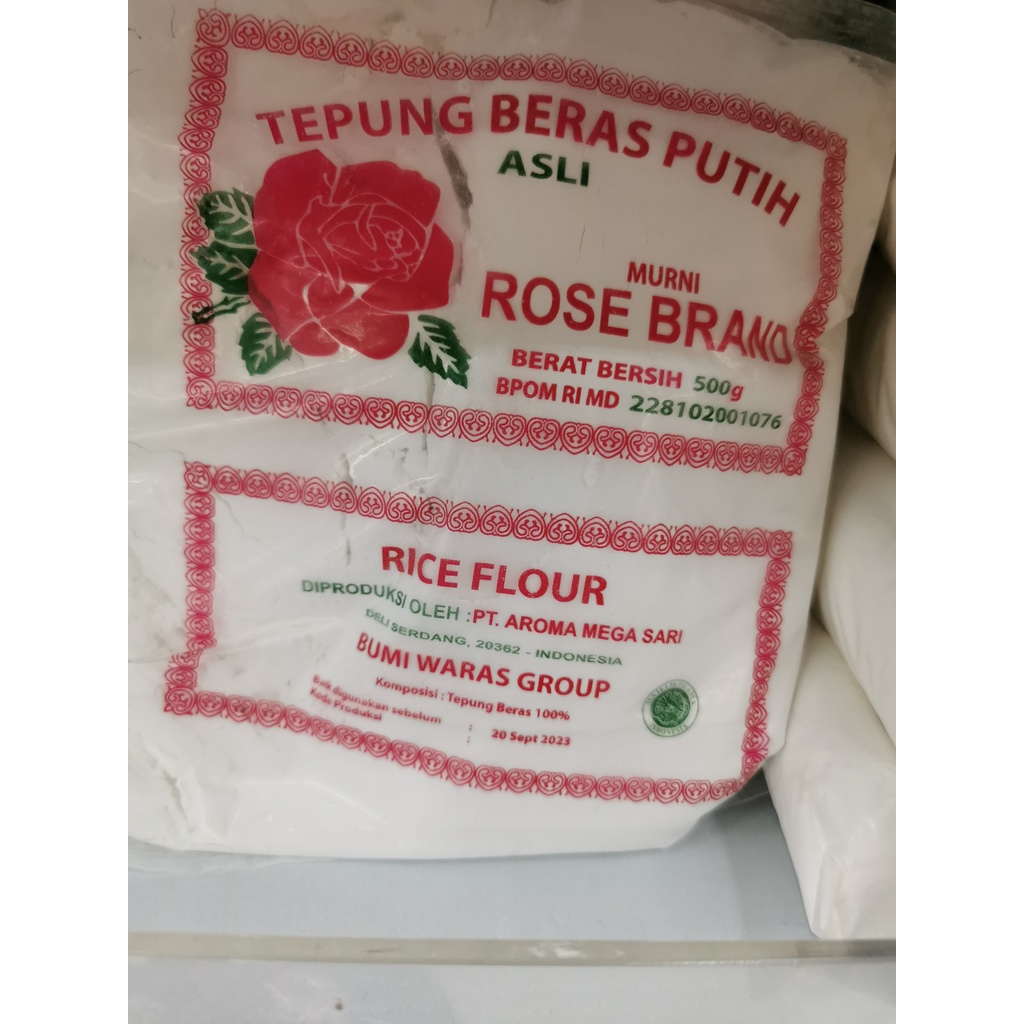 TEPUNG BERAS PUTIH
ASLI
MURNI
ROSE BRAND
BERAT BERSIH 500g
BPOM RI MD 228102001076
RICE FLOUR
DIPRODUKSI OLEH : PT. AROMA MEGA SARI
DELI SERDANG, 20362 - INDONESIA
BUMI WARAS GROUP
Komposisi : Tepung Beras 100%
Baik digunakan sebelum : 20 Sept 2023
Kode Produksi :